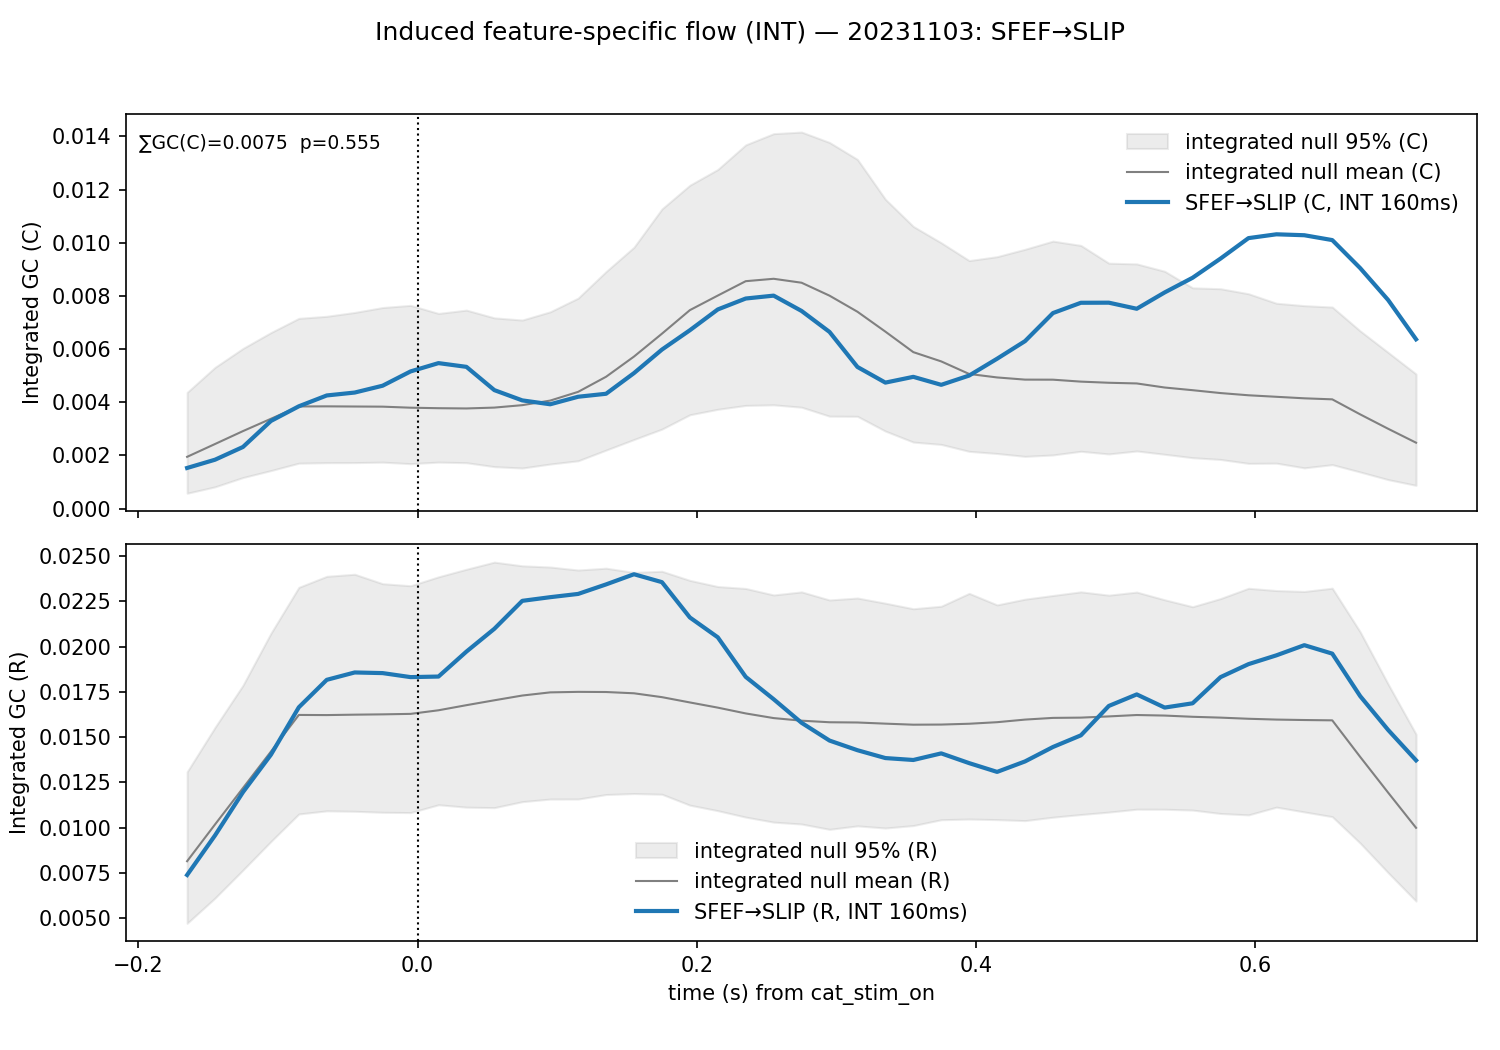 Induced feature-specific flow (INT) — 20231103: SFEF→SLIP
∑GC(C)=0.0075  p=0.555
integrated null 95% (C)
integrated null mean (C)
SFEF→SLIP (C, INT 160ms)
Integrated GC (C)
0.014
0.012
0.010
0.008
0.006
0.004
0.002
0.000
Integrated GC (R)
0.0250
0.0225
0.0200
0.0175
0.0150
0.0125
0.0100
0.0075
0.0050
integrated null 95% (R)
integrated null mean (R)
SFEF→SLIP (R, INT 160ms)
−0.2 0.0 0.2 0.4 0.6
time (s) from cat_stim_on